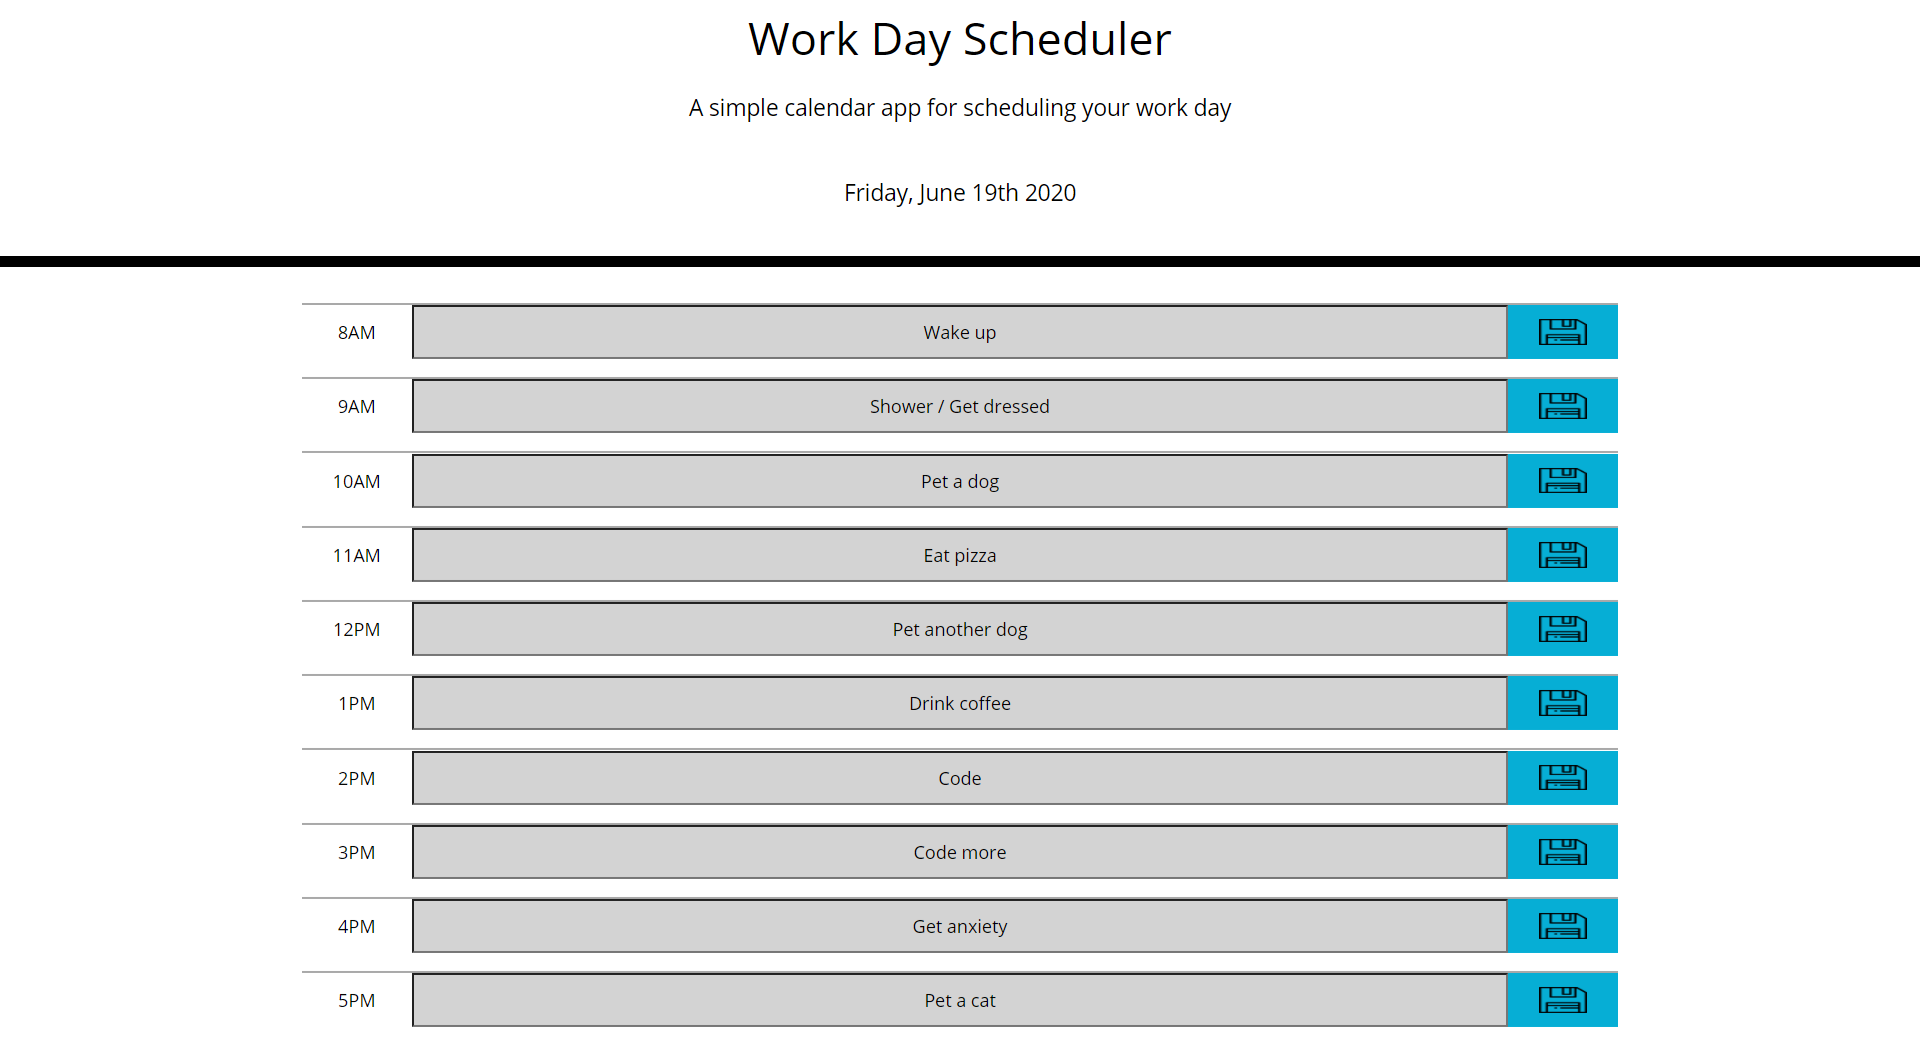 Work Day Scheduler
A simple calendar app for scheduling your work day
Friday, June 19th 2020
8AM Wake up
9AM Shower / Get dressed
10AM Pet a dog
11AM Eat pizza
12PM Pet another dog
1PM Drink coffee
2PM Code
3PM Code more
4PM Get anxiety
5PM Pet a cat